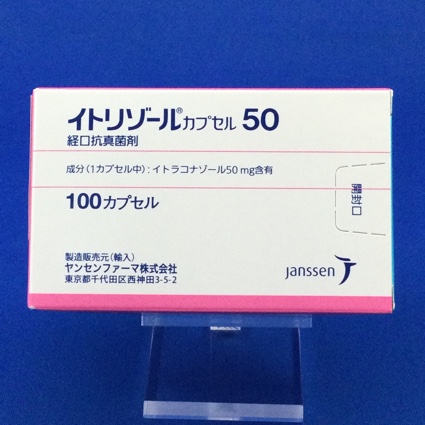 イトリゾール®カプセル 50
経口抗真菌剤
成分（1カプセル中）：イトラコナゾール50 mg含有
100カプセル
開封口
製造販売元（輸入）
ヤンセンファーマ株式会社
東京都千代田区西神田3-5-2
janssen